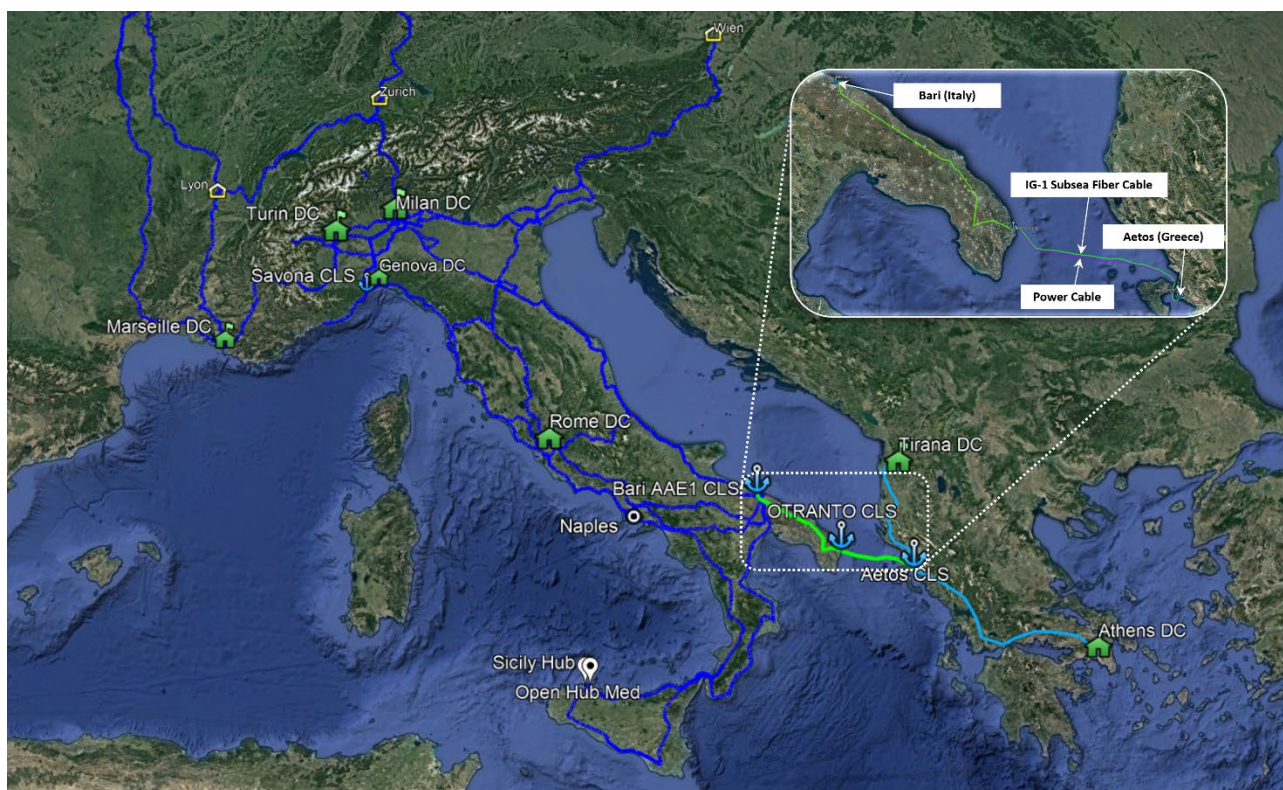 Wien
Zurich
Lyon
Turin DC
Milan DC
Savona CLS
Genova DC
Marseille DC
Rome DC
Bari AAE1 CLS
Naples
OTRANTO CLS
Tirana DC
Aetos CLS
Athens DC
Sicily Hub
Open Hub Med
Bari (Italy)
IG-1 Subsea Fiber Cable
Aetos (Greece)
Power Cable